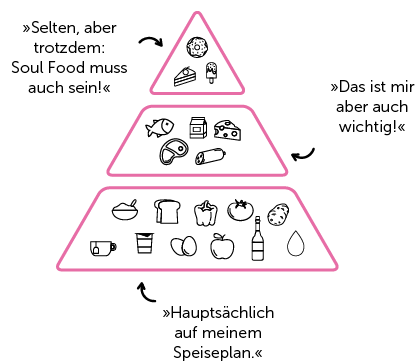 »Selten, aber
trotzdem:
Soul Food muss
auch sein!«
»Das ist mir
aber auch
wichtig!«
»Hauptsächlich
auf meinem
Speiseplan.«